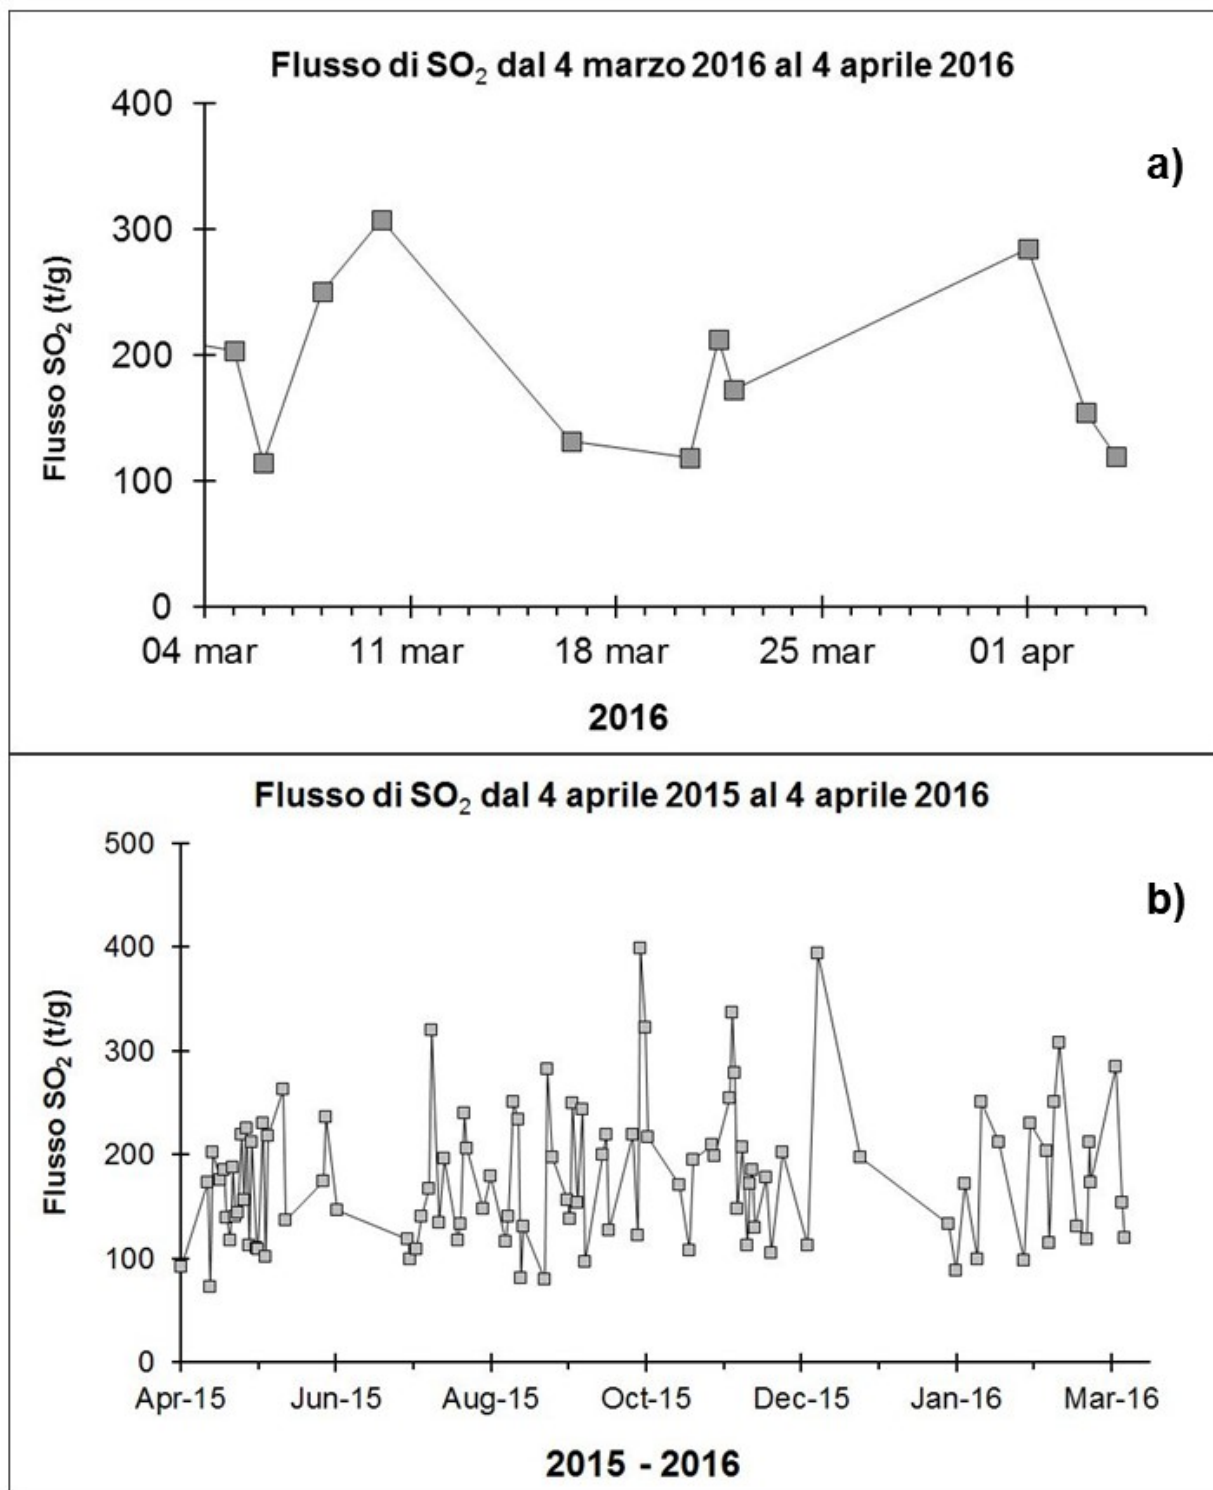 Flusso di SO₂ dal 4 marzo 2016 al 4 aprile 2016
a)
Flusso SO₂ (t/g)
400
300
200
100
0
04 mar 11 mar 18 mar 25 mar 01 apr
2016
Flusso di SO₂ dal 4 aprile 2015 al 4 aprile 2016
b)
Flusso SO₂ (t/g)
500
400
300
200
100
0
Apr-15 Jun-15 Aug-15 Oct-15 Dec-15 Jan-16 Mar-16
2015 - 2016